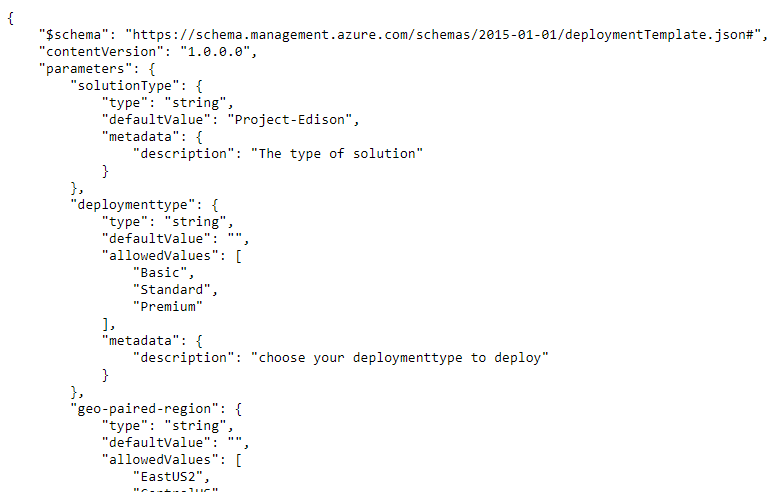 {
    "$schema": "https://schema.management.azure.com/schemas/2015-01-01/deploymentTemplate.json#",
    "contentVersion": "1.0.0.0",
    "parameters": {
        "solutionType": {
            "type": "string",
            "defaultValue": "Project-Edison",
            "metadata": {
                "description": "The type of solution"
            }
        },
        "deploymenttype": {
            "type": "string",
            "defaultValue": "",
            "allowedValues": [
                "Basic",
                "Standard",
                "Premium"
            ],
            "metadata": {
                "description": "choose your deploymenttype to deploy"
            }
        },
        "geo-paired-region": {
            "type": "string",
            "defaultValue": "",
            "allowedValues": [
                "EastUS2",